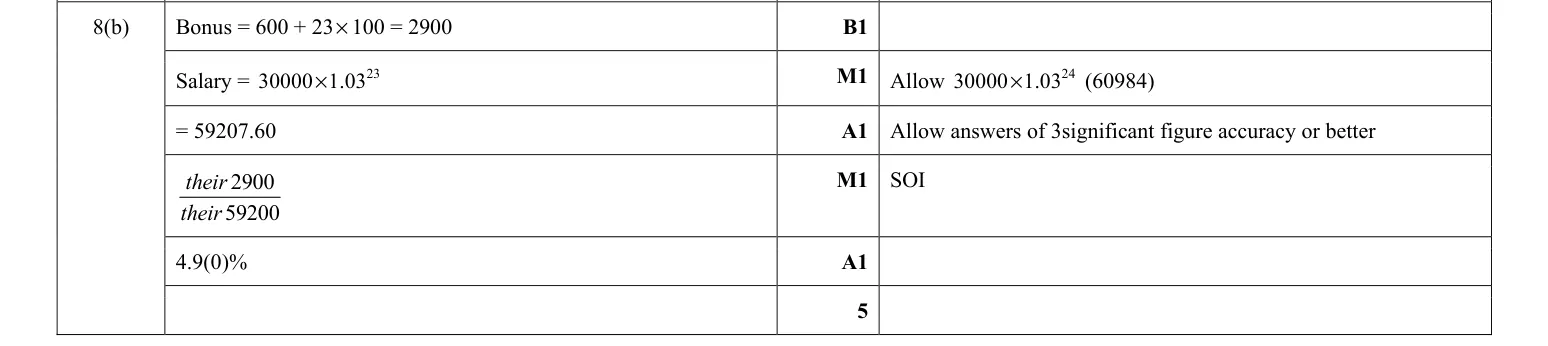 8(b) Bonus = 600 + 23×100 = 2900 B1
Salary = 30000×1.03²³ M1 Allow 30000×1.03²⁴ (60984)
= 59207.60 A1 Allow answers of 3significant figure accuracy or better
their 2900 M1 SOI
their 59200
4.9(0)% A1
5